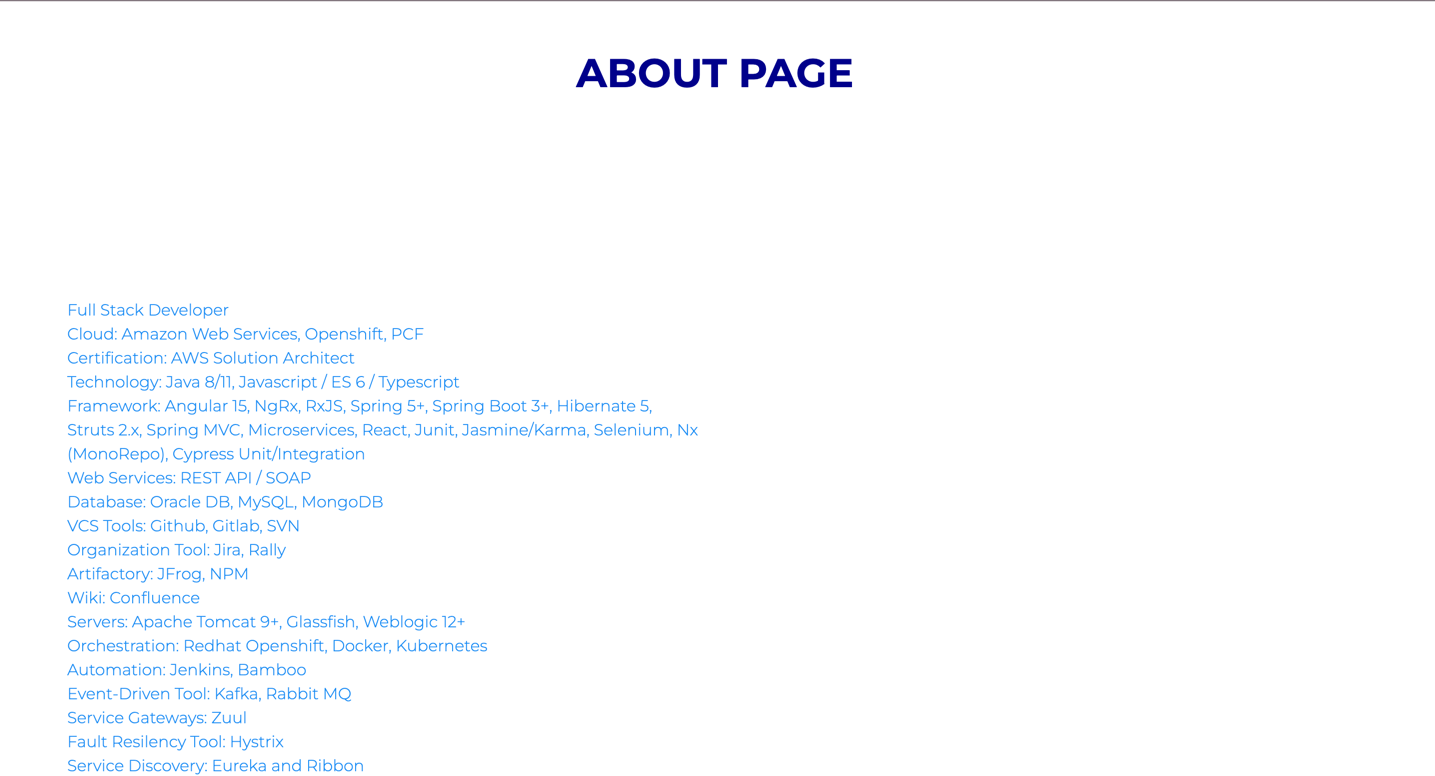 ABOUT PAGE
Full Stack Developer
Cloud: Amazon Web Services, Openshift, PCF
Certification: AWS Solution Architect
Technology: Java 8/11, Javascript / ES 6 / Typescript
Framework: Angular 15, NgRx, RxJS, Spring 5+, Spring Boot 3+, Hibernate 5,
Struts 2.x, Spring MVC, Microservices, React, Junit, Jasmine/Karma, Selenium, Nx
(MonoRepo), Cypress Unit/Integration
Web Services: REST API / SOAP
Database: Oracle DB, MySQL, MongoDB
VCS Tools: Github, Gitlab, SVN
Organization Tool: Jira, Rally
Artifactory: JFrog, NPM
Wiki: Confluence
Servers: Apache Tomcat 9+, Glassfish, Weblogic 12+
Orchestration: Redhat Openshift, Docker, Kubernetes
Automation: Jenkins, Bamboo
Event-Driven Tool: Kafka, Rabbit MQ
Service Gateways: Zuul
Fault Resilency Tool: Hystrix
Service Discovery: Eureka and Ribbon